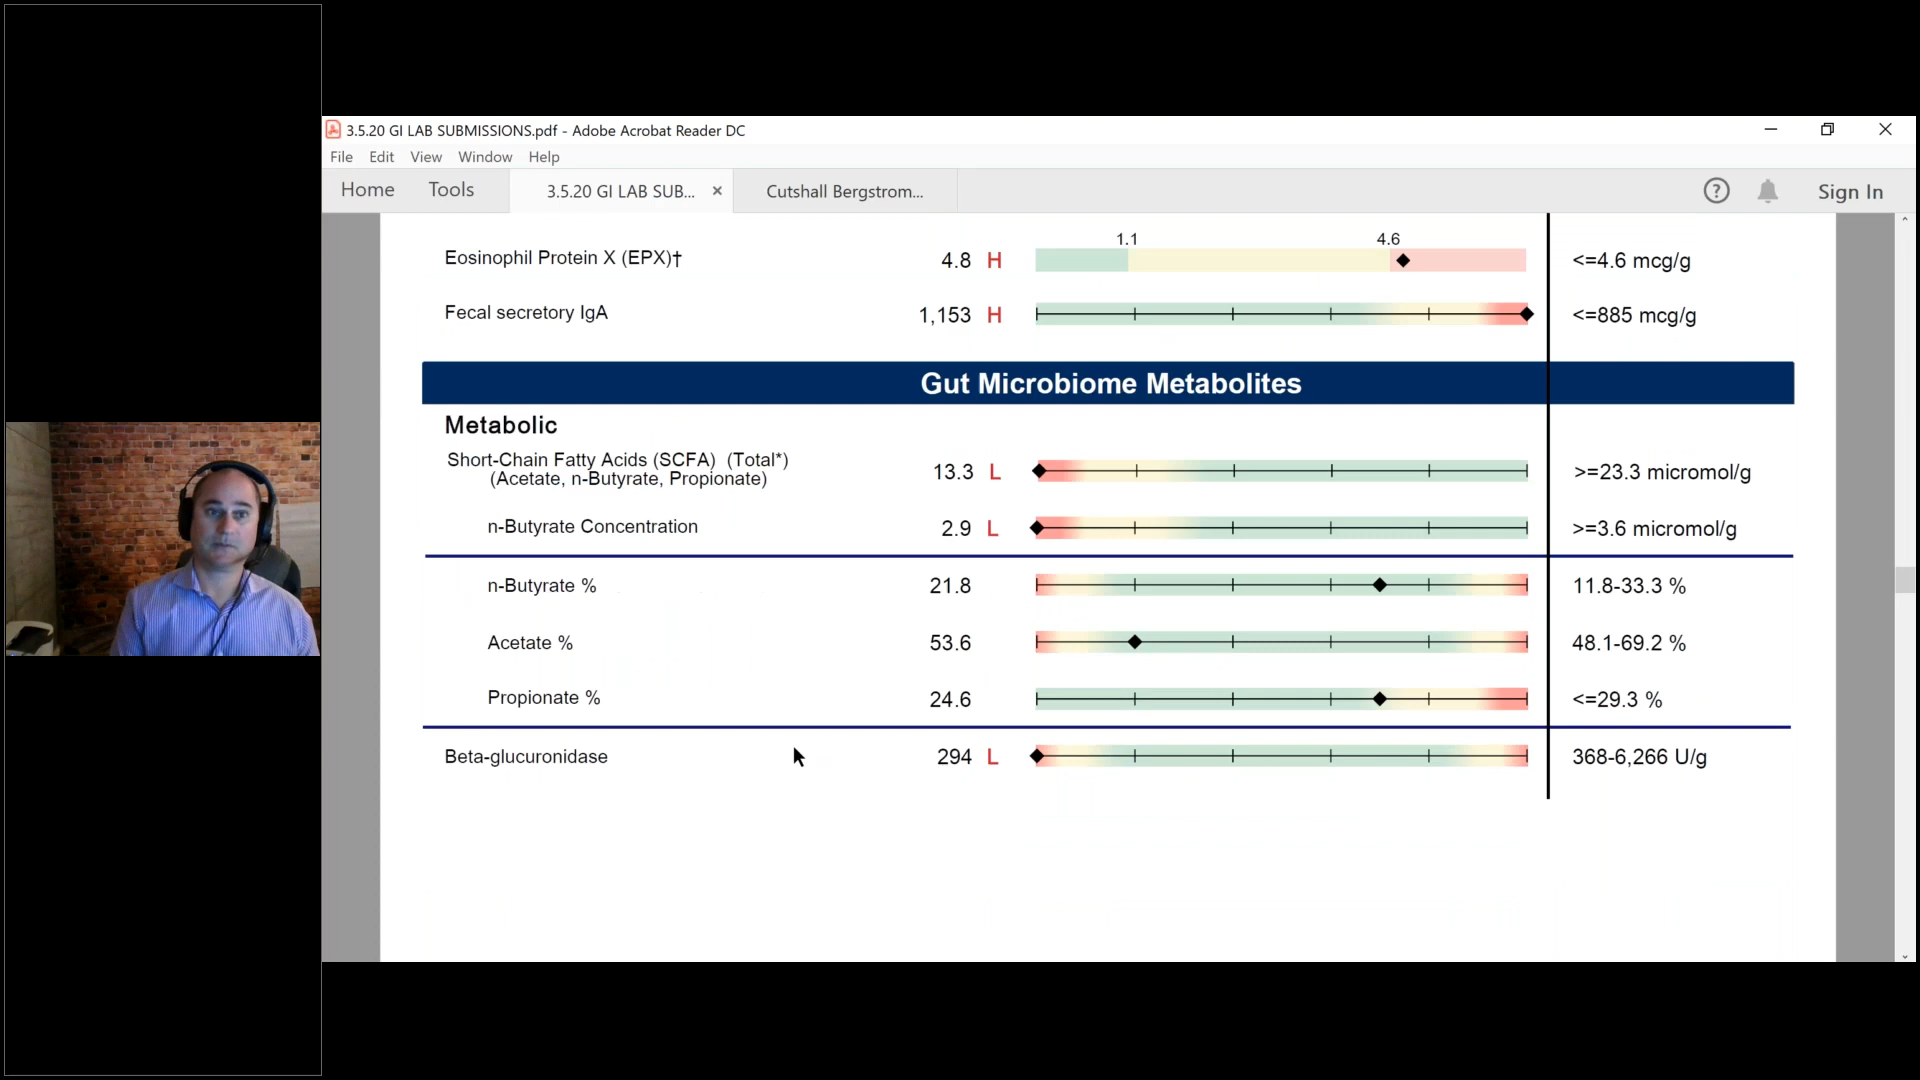 3.5.20 GI LAB SUBMISSIONS.pdf - Adobe Acrobat Reader DC
File Edit View Window Help
Home Tools 3.5.20 GI LAB SUB... × Cutshall Bergstrom... ? Sign In
1.1 4.6
Eosinophil Protein X (EPX)† 4.8 H <=4.6 mcg/g
Fecal secretory IgA 1,153 H <=885 mcg/g
Gut Microbiome Metabolites
Metabolic
Short-Chain Fatty Acids (SCFA) (Total*)
(Acetate, n-Butyrate, Propionate) 13.3 L >=23.3 micromol/g
n-Butyrate Concentration 2.9 L >=3.6 micromol/g
n-Butyrate % 21.8 11.8-33.3 %
Acetate % 53.6 48.1-69.2 %
Propionate % 24.6 <=29.3 %
Beta-glucuronidase 294 L 368-6,266 U/g